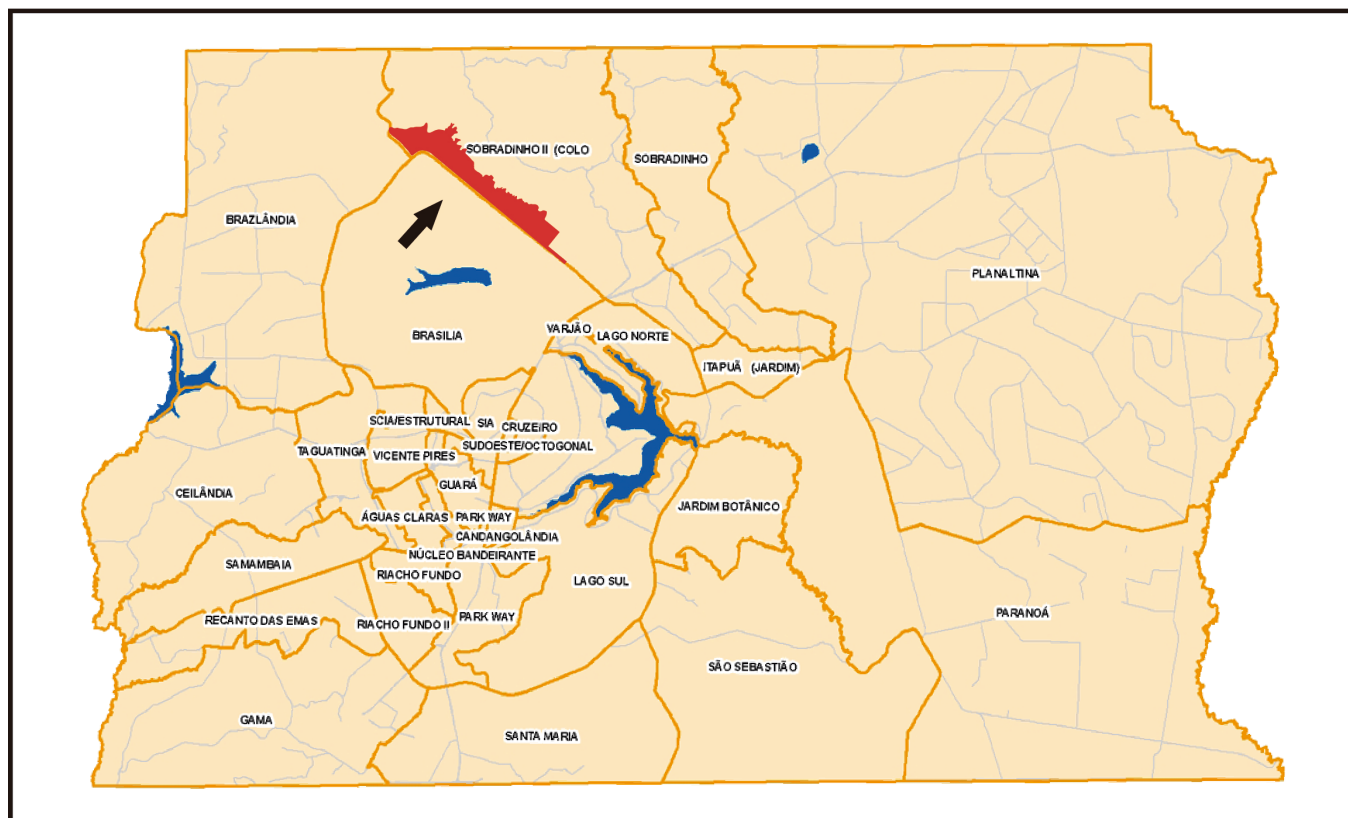 SOBRADINHO II (COLO
SOBRADINHO
BRAZLÂNDIA
PLANALTINA
BRASILIA
VARJÃO
LAGO NORTE
ITAPUÃ (JARDIM)
SCIA/ESTRUTURAL
SIA
CRUZEIRO
SUDOESTE/OCTOGONAL
TAGUATINGA
VICENTE PIRES
GUARÁ
CEILÂNDIA
JARDIM BOTÂNICO
ÁGUAS CLARAS
PARK WAY
CANDANGOLÂNDIA
NÚCLEO BANDEIRANTE
SAMAMBAIA
RIACHO FUNDO
LAGO SUL
RECANTO DAS EMAS
RIACHO FUNDO II
PARK WAY
PARANOÁ
SÃO SEBASTIÃO
GAMA
SANTA MARIA